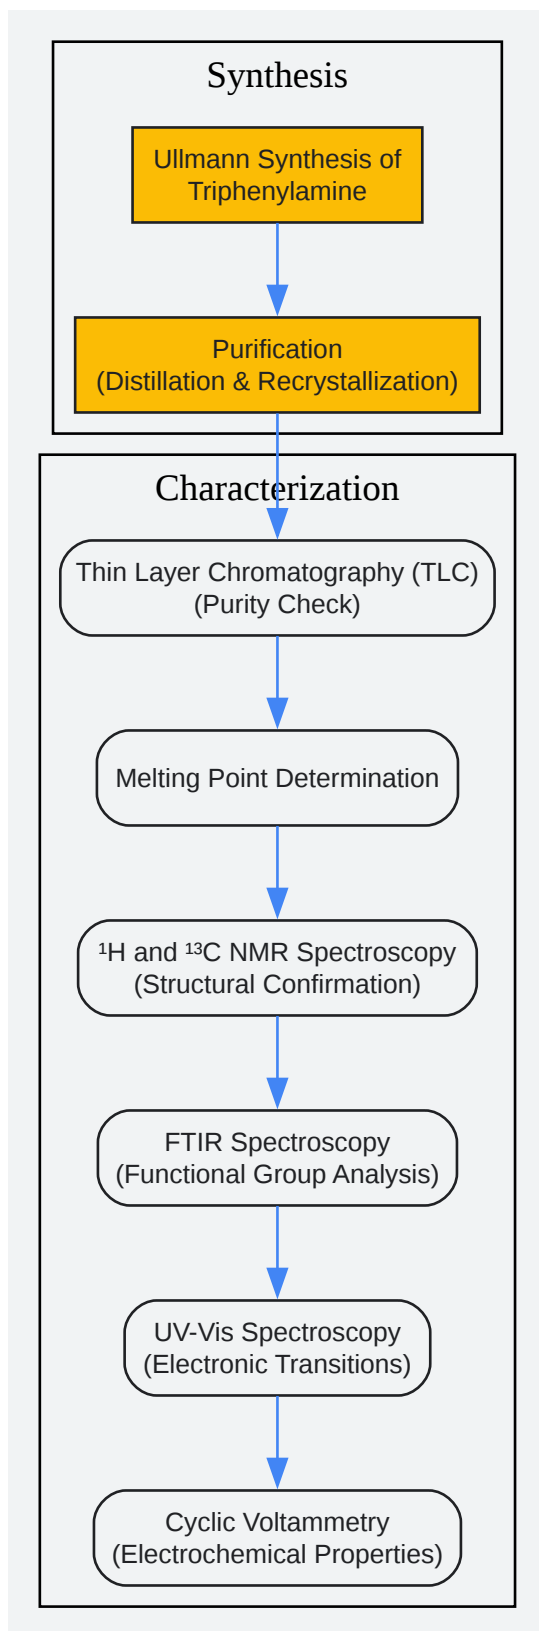 Synthesis
Ullmann Synthesis of
Triphenylamine
Purification
(Distillation & Recrystallization)
Characterization
Thin Layer Chromatography (TLC)
(Purity Check)
Melting Point Determination
¹H and ¹³C NMR Spectroscopy
(Structural Confirmation)
FTIR Spectroscopy
(Functional Group Analysis)
UV-Vis Spectroscopy
(Electronic Transitions)
Cyclic Voltammetry
(Electrochemical Properties)